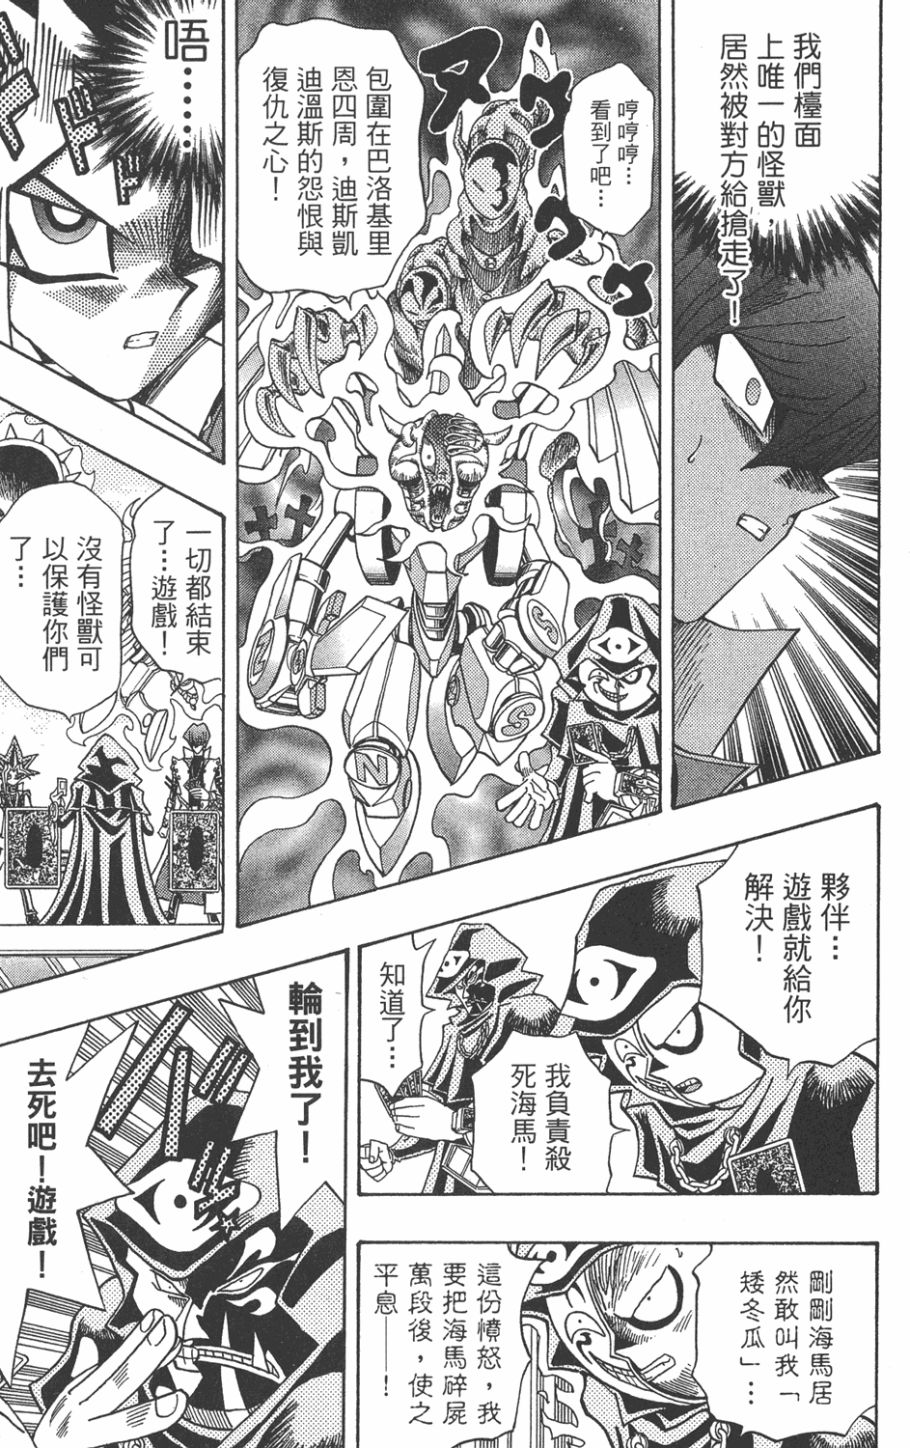 我們檯面
上唯一的怪獸，
居然被對方給搶走了！
哼哼哼…
看到了吧…
包圍在巴洛基里
恩四周，迪斯凱
迪溫斯的怨恨與
復仇之心！
唔……
一切都結束
了…遊戲！
沒有怪獸可
以保護你們
了…
夥伴…
遊戲就給你
解決！
我負責殺
死海馬！
知道了…
剛剛海馬居
然敢叫我「
矮冬瓜」…
這份憤怒，我
要把海馬碎屍
萬段後，使之
平息──！
輪到我了！
去死吧！遊戲！